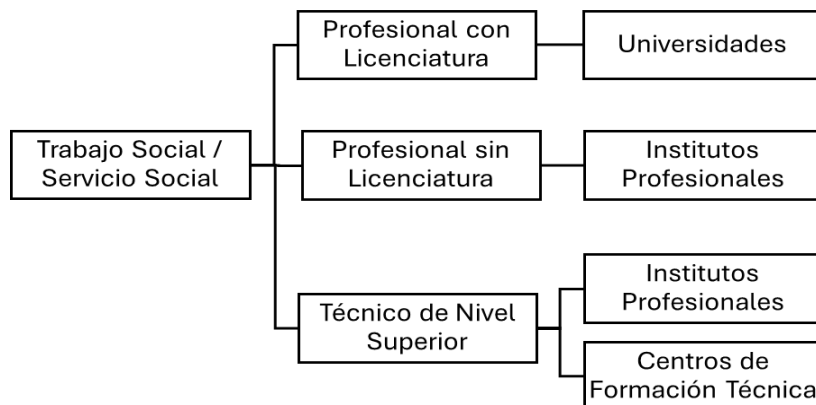 Trabajo Social /
Servicio Social
Profesional con
Licenciatura
Universidades
Profesional sin
Licenciatura
Institutos
Profesionales
Técnico de Nivel
Superior
Institutos
Profesionales
Centros de
Formación Técnica